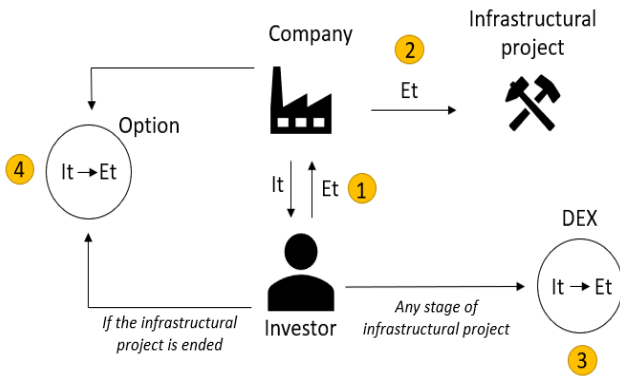 Company
Infrastructural
project
2
Et
Option
4
It → Et
It
Et
1
DEX
It → Et
If the infrastructural
project is ended
Investor
Any stage of
infrastructural project
3